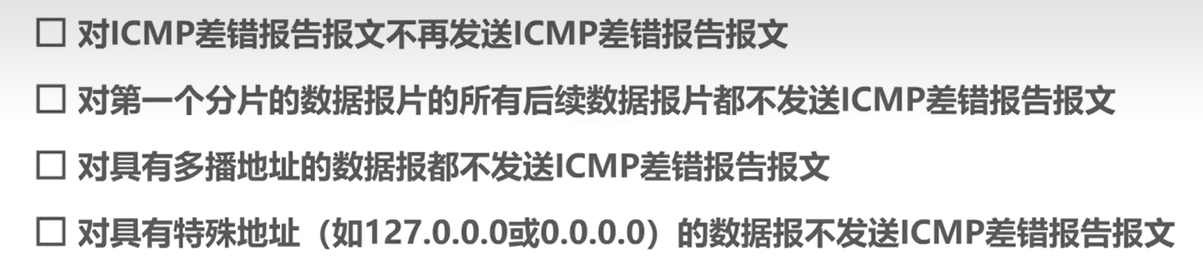 □ 对ICMP差错报告报文不再发送ICMP差错报告报文
□ 对第一个分片的数据报片的所有后续数据报片都不发送ICMP差错报告报文
□ 对具有多播地址的数据报都不发送ICMP差错报告报文
□ 对具有特殊地址（如127.0.0.0或0.0.0.0）的数据报不发送ICMP差错报告报文